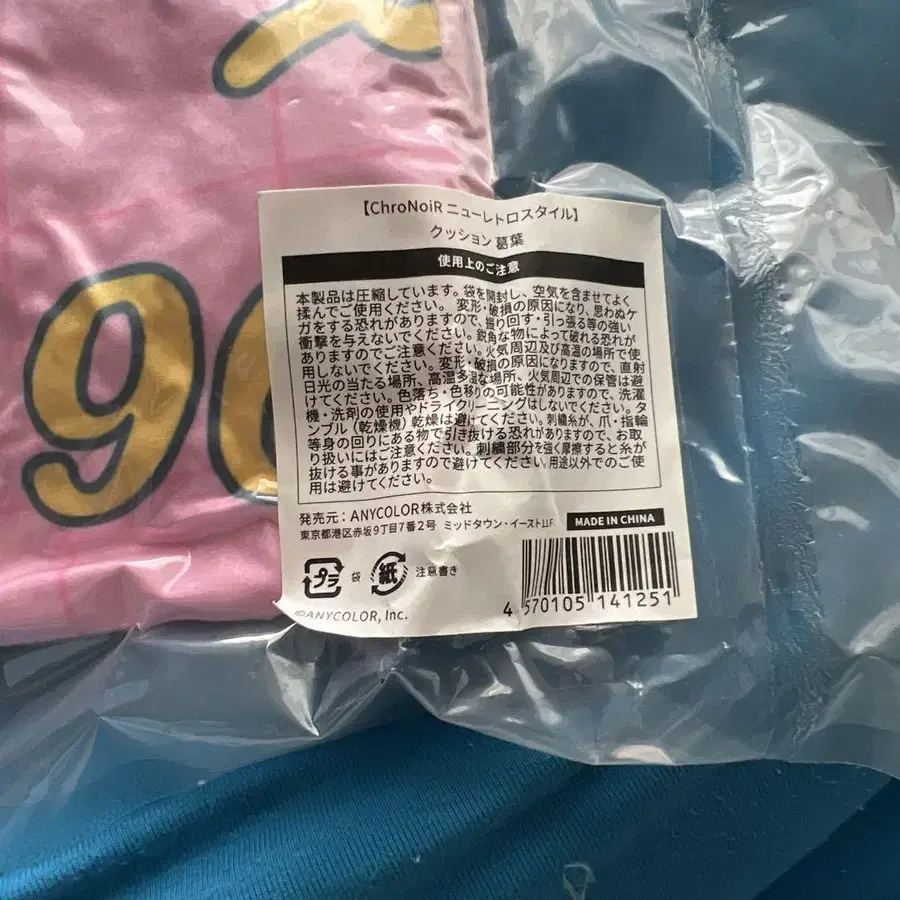 96
【ChroNoiR ニューレトロスタイル】
クッション 葛葉
使用上のご注意
本製品は圧縮しています。袋を開封し、空気を含ませてよく
揉んでご使用ください。 変形・破損の原因になり、思わぬケ
ガをする恐れがありますので、振り回す・引っ張る等の強い
衝撃を与えないでください。鋭角な物によって破れる恐れが
ありますのでご注意ください。火気周辺及び高温の場所で使
用しないでください。変形・破損の原因になりますので、直射
日光の当たる場所、高温多湿な場所、火気周辺での保管は避
けてください。色落ち・色移りの可能性がありますので、洗濯
機・洗剤の使用やドライクリーニングはしないでください。タ
ンブル（乾燥機）乾燥は避けてください。刺繍糸が、爪・指輪
等身の回りにある物で引き抜ける恐れがありますので、お取
り扱いにはご注意ください。刺繍部分を強く摩擦すると糸が
抜ける事がありますので避けてください。用途以外でのご使
用は避けてください。
発売元：ANYCOLOR株式会社
東京都港区赤坂9丁目7番2号 ミッドタウン・イースト11F
MADE IN CHINA
プラ 袋 紙 注意書き
©ANYCOLOR, Inc.
4 570105 141251